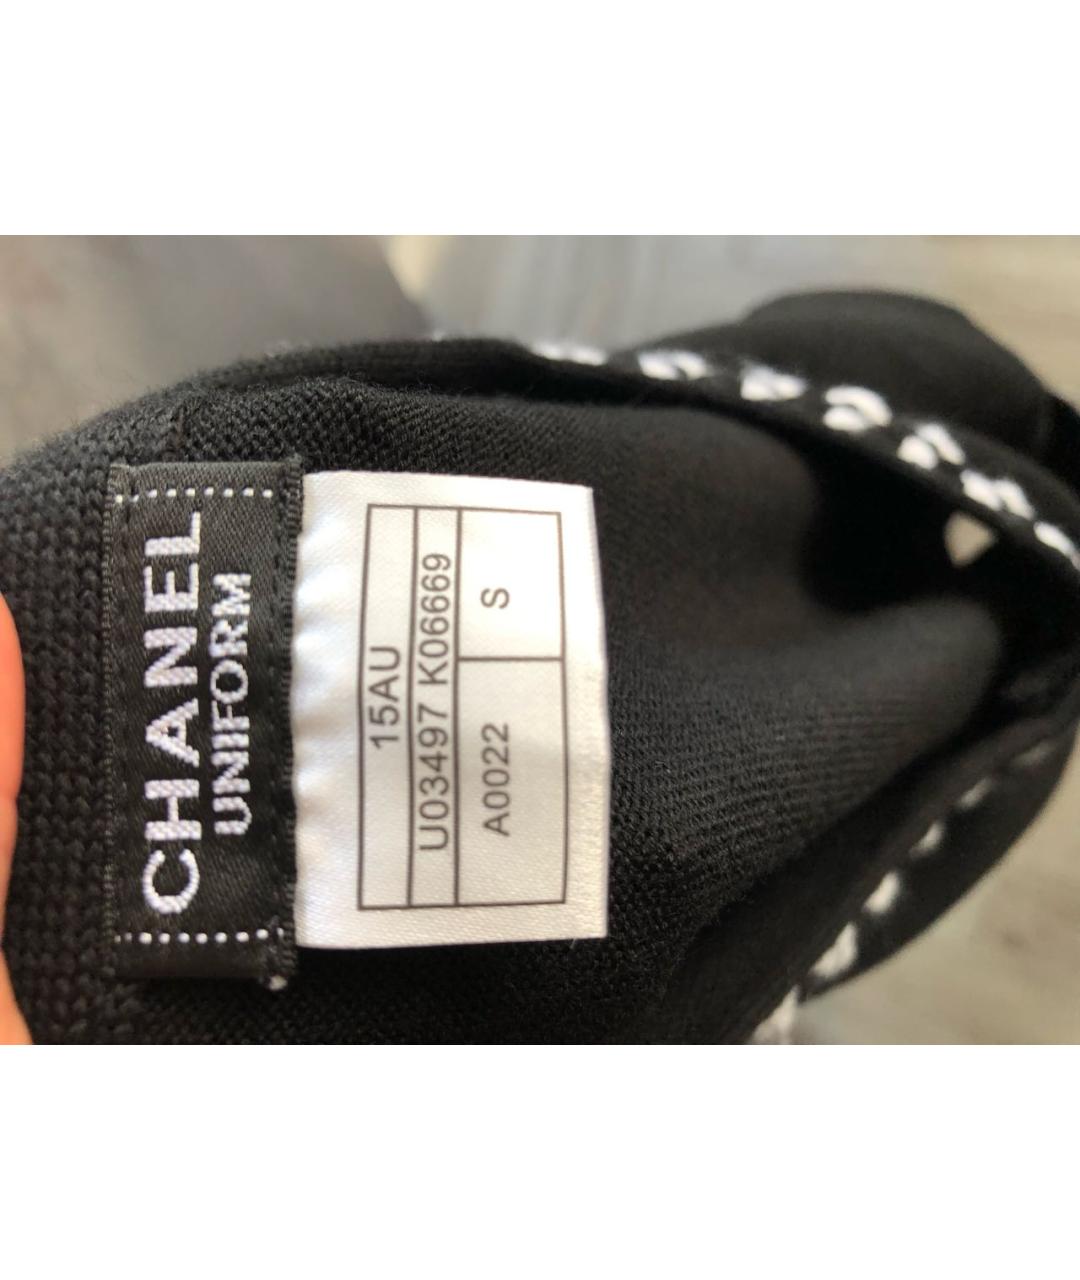 CHANEL
UNIFORM
15AU
U03497 K06669
A0022 S